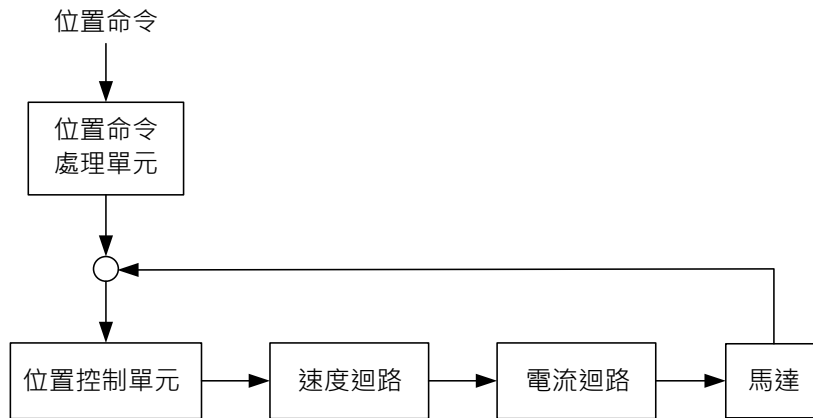 位置命令
位置命令
處理單元
位置控制單元
速度迴路
電流迴路
馬達